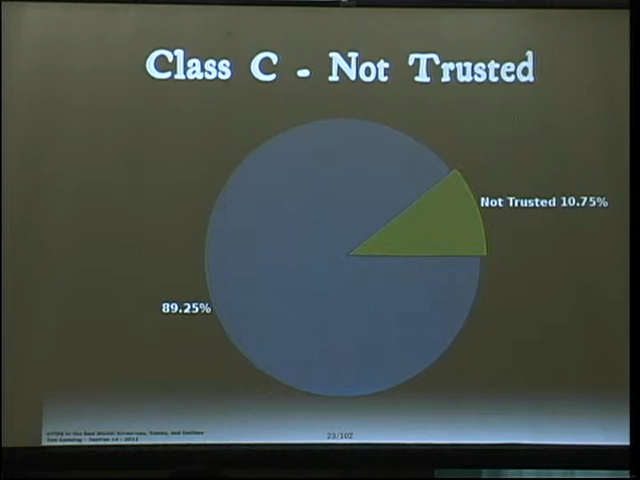 Class C - Not Trusted
Not Trusted 10.75%
89.25%
23/102